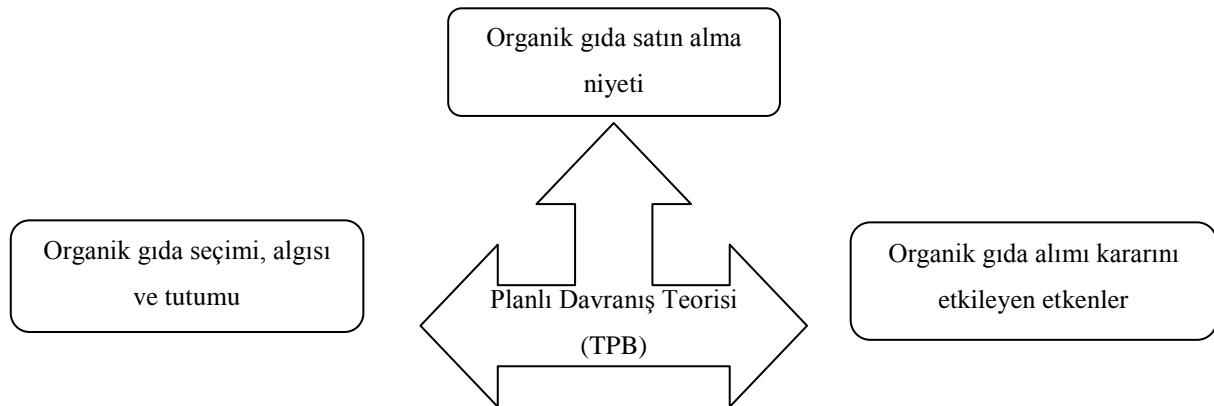 Organik gıda satın alma
niyeti
Organik gıda seçimi, algısı
ve tutumu
Planlı Davranış Teorisi
(TPB)
Organik gıda alımı kararını
etkileyen etkenler